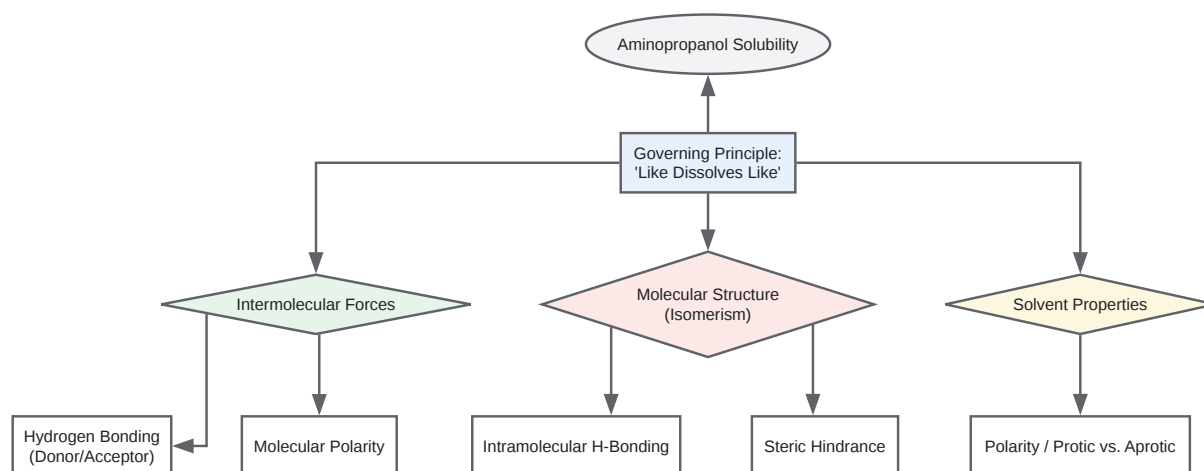 Aminopropanol Solubility
Governing Principle:
'Like Dissolves Like'
Intermolecular Forces
Molecular Structure
(Isomerism)
Solvent Properties
Hydrogen Bonding
(Donor/Acceptor)
Molecular Polarity
Intramolecular H-Bonding
Steric Hindrance
Polarity / Protic vs. Aprotic